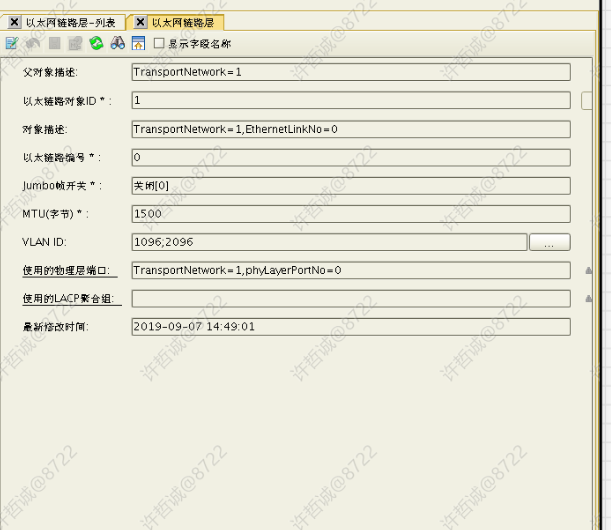 以太网链路层-列表 以太网链路层
显示字段名称
父对象描述: TransportNetwork=1
以太链路对象ID * : 1
对象描述: TransportNetwork=1,EthernetLinkNo=0
以太链路编号 * : 0
Jumbo帧开关 * : 关闭[0]
MTU(字节) * : 1500
VLAN ID: 1096;2096 ...
使用的物理层端口: TransportNetwork=1,phyLayerPortNo=0
使用的LACP聚合组:
最新修改时间: 2019-09-07 14:49:01
许哲诚@8722